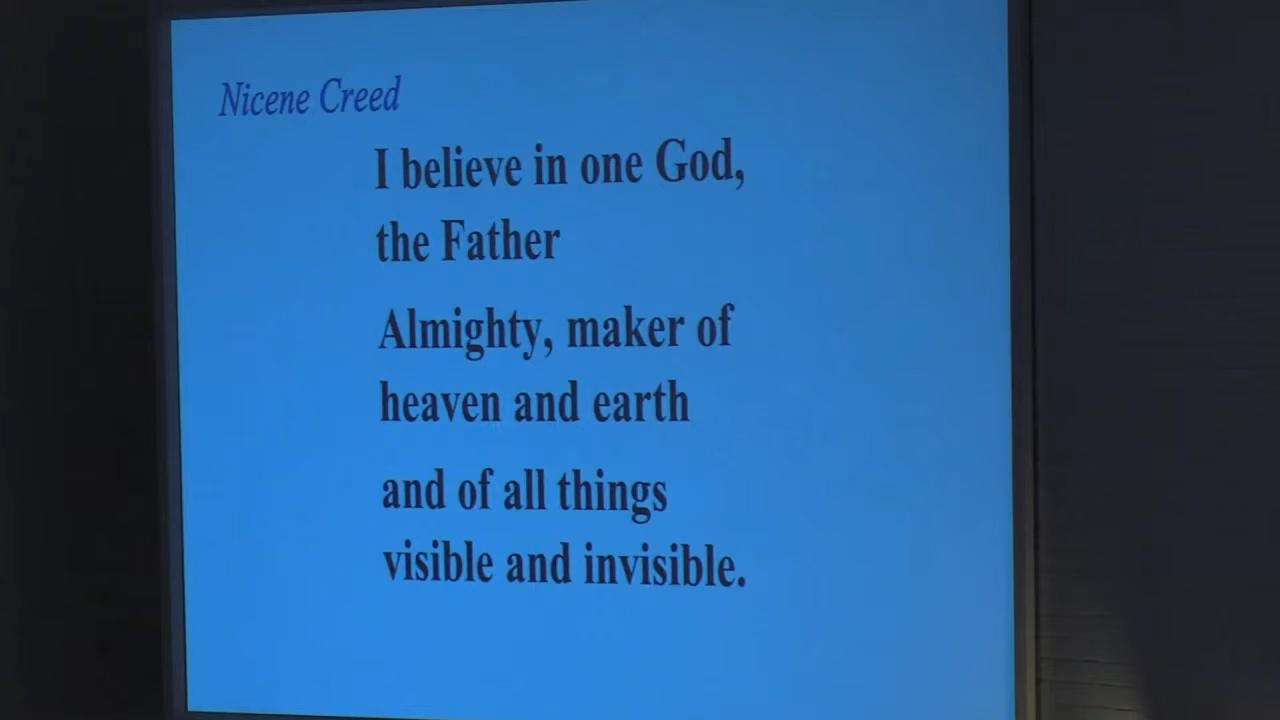 Nicene Creed
I believe in one God,
the Father
Almighty, maker of
heaven and earth
and of all things
visible and invisible.